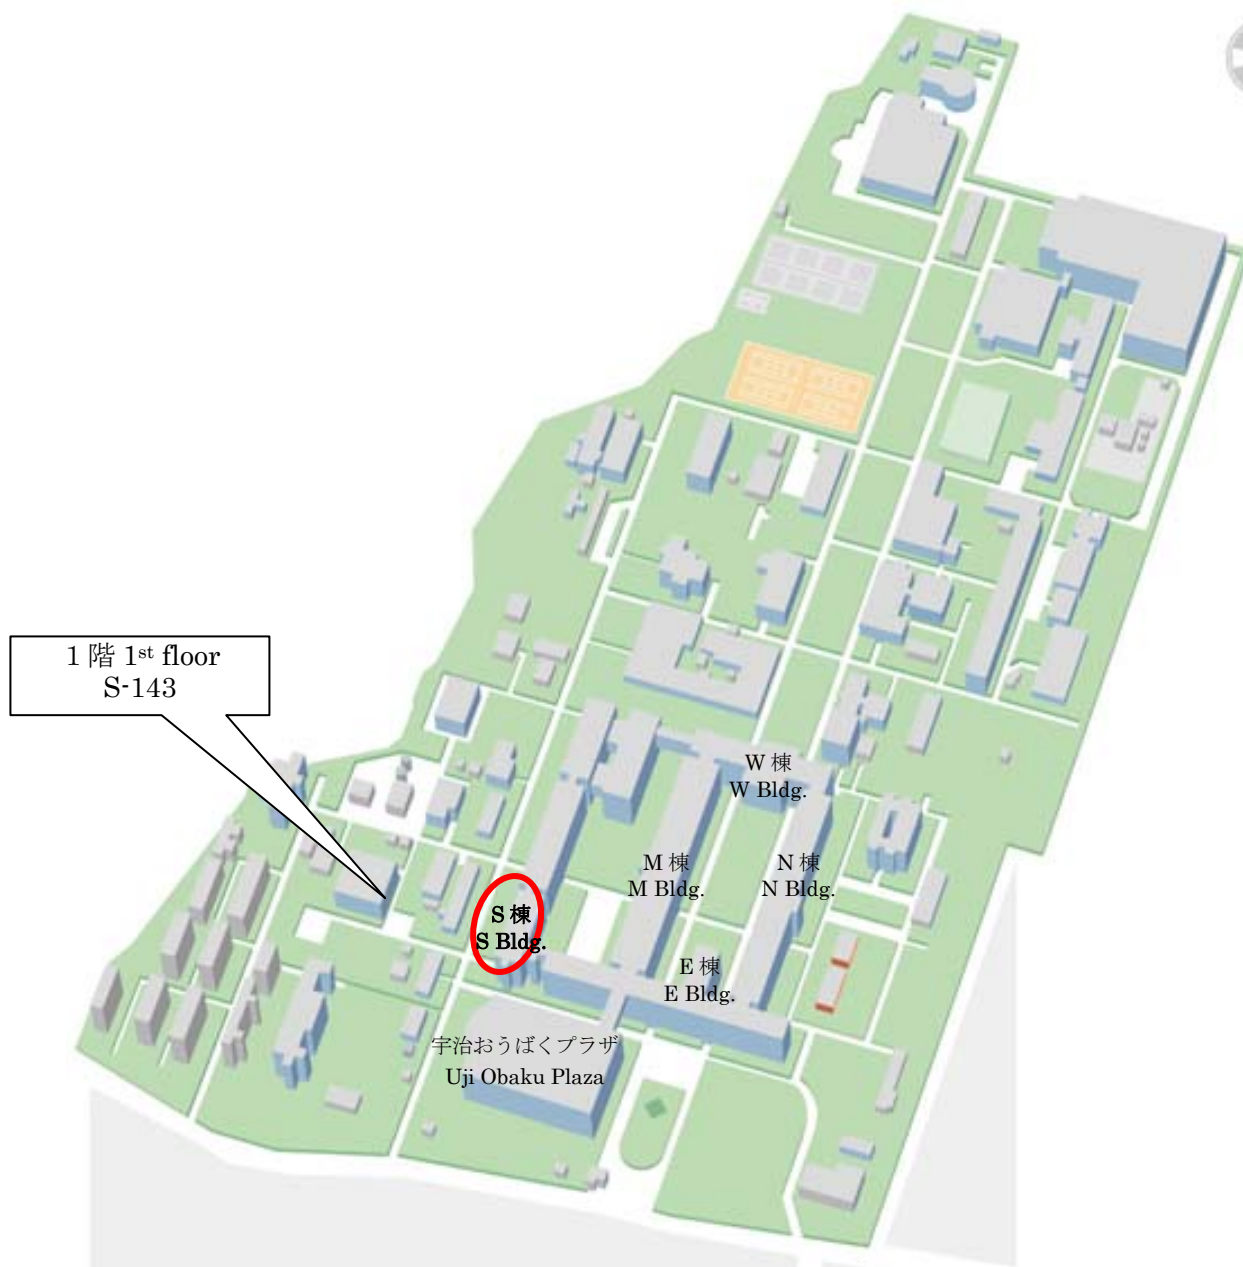 1 階 1st floor
S-143
W 棟
W Bldg.
M 棟
M Bldg.
N 棟
N Bldg.
S 棟
S Bldg.
E 棟
E Bldg.
宇治おうばくプラザ
Uji Obaku Plaza